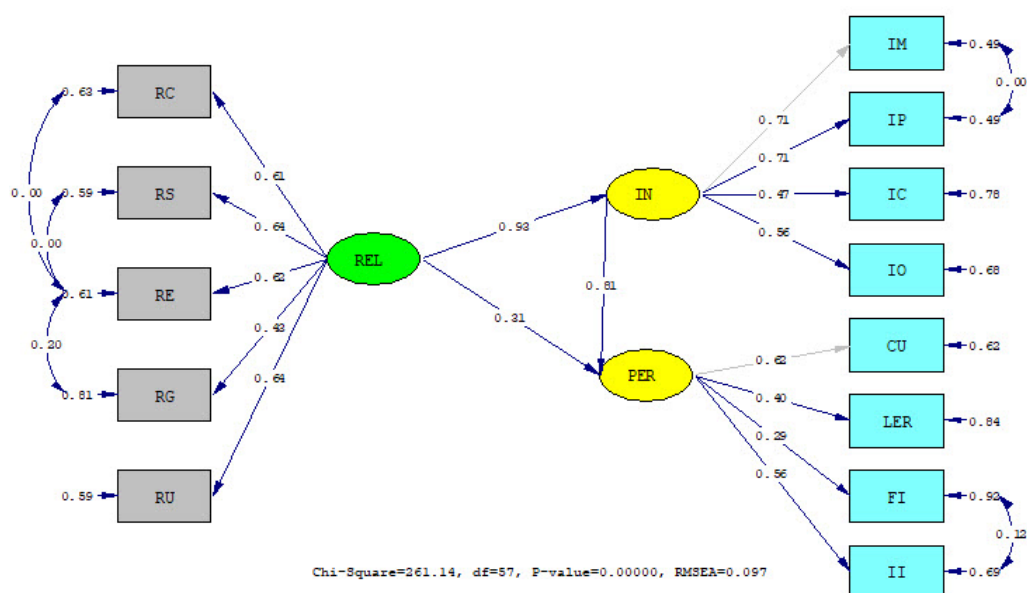 IM
0.49
0.00
0.71
RC
0.63
IP
0.49
0.71
0.61
RS
0.59
0.00
IN
0.47
IC
0.78
0.64
0.93
0.56
0.00
REL
IO
0.68
RE
0.61
0.62
0.81
0.31
0.43
0.20
CU
0.62
0.62
RG
0.81
0.64
PER
0.40
LER
0.84
0.29
0.56
RU
0.59
FI
0.92
0.12
Chi-Square=261.14, df=57, P-value=0.00000, RMSEA=0.097
II
0.69